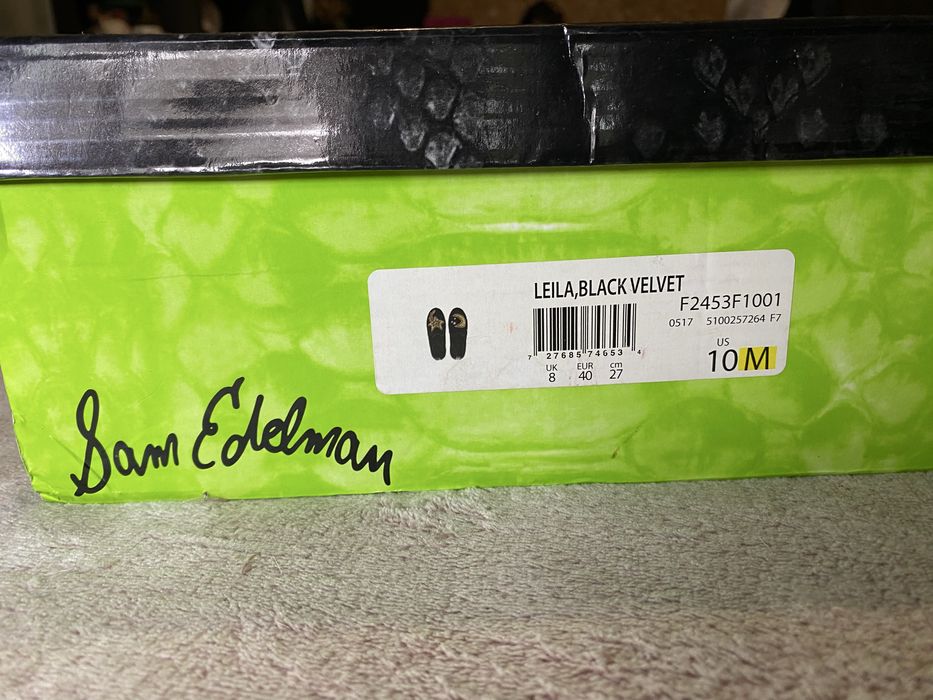 LEILA,BLACK VELVET
F2453F1001
0517 5100257264 F7
7 27685 74653 4
UK EUR cm
8 40 27
US
10 M
Sam Edelman